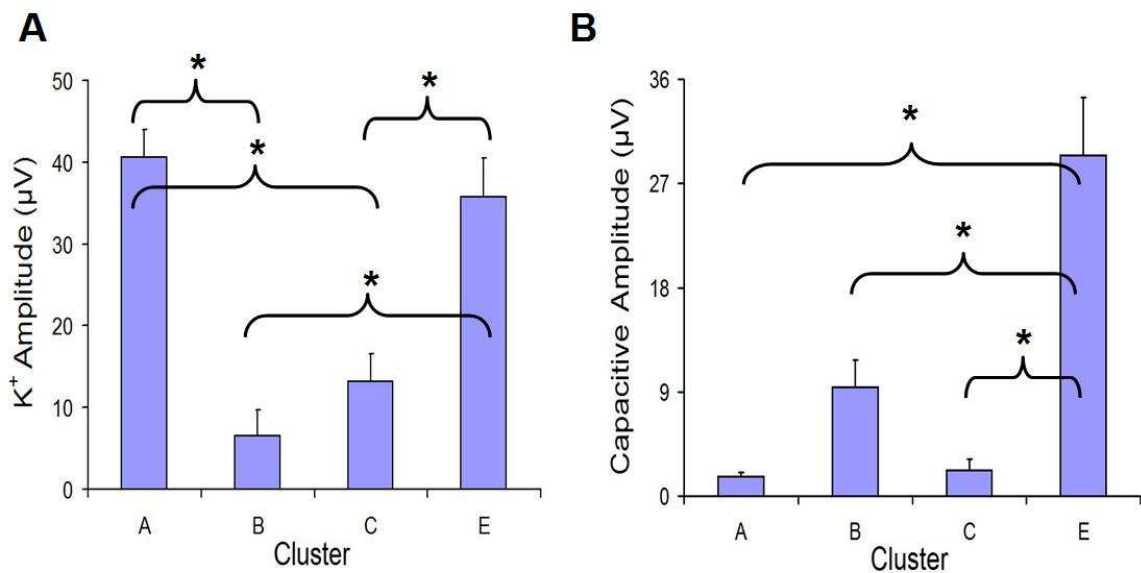 A
K+ Amplitude (µV)
50
40
30
20
10
0
*
*
*
*
A B C E
Cluster
B
Capacitive Amplitude (µV)
36
27
18
9
0
*
*
*
A B C E
Cluster